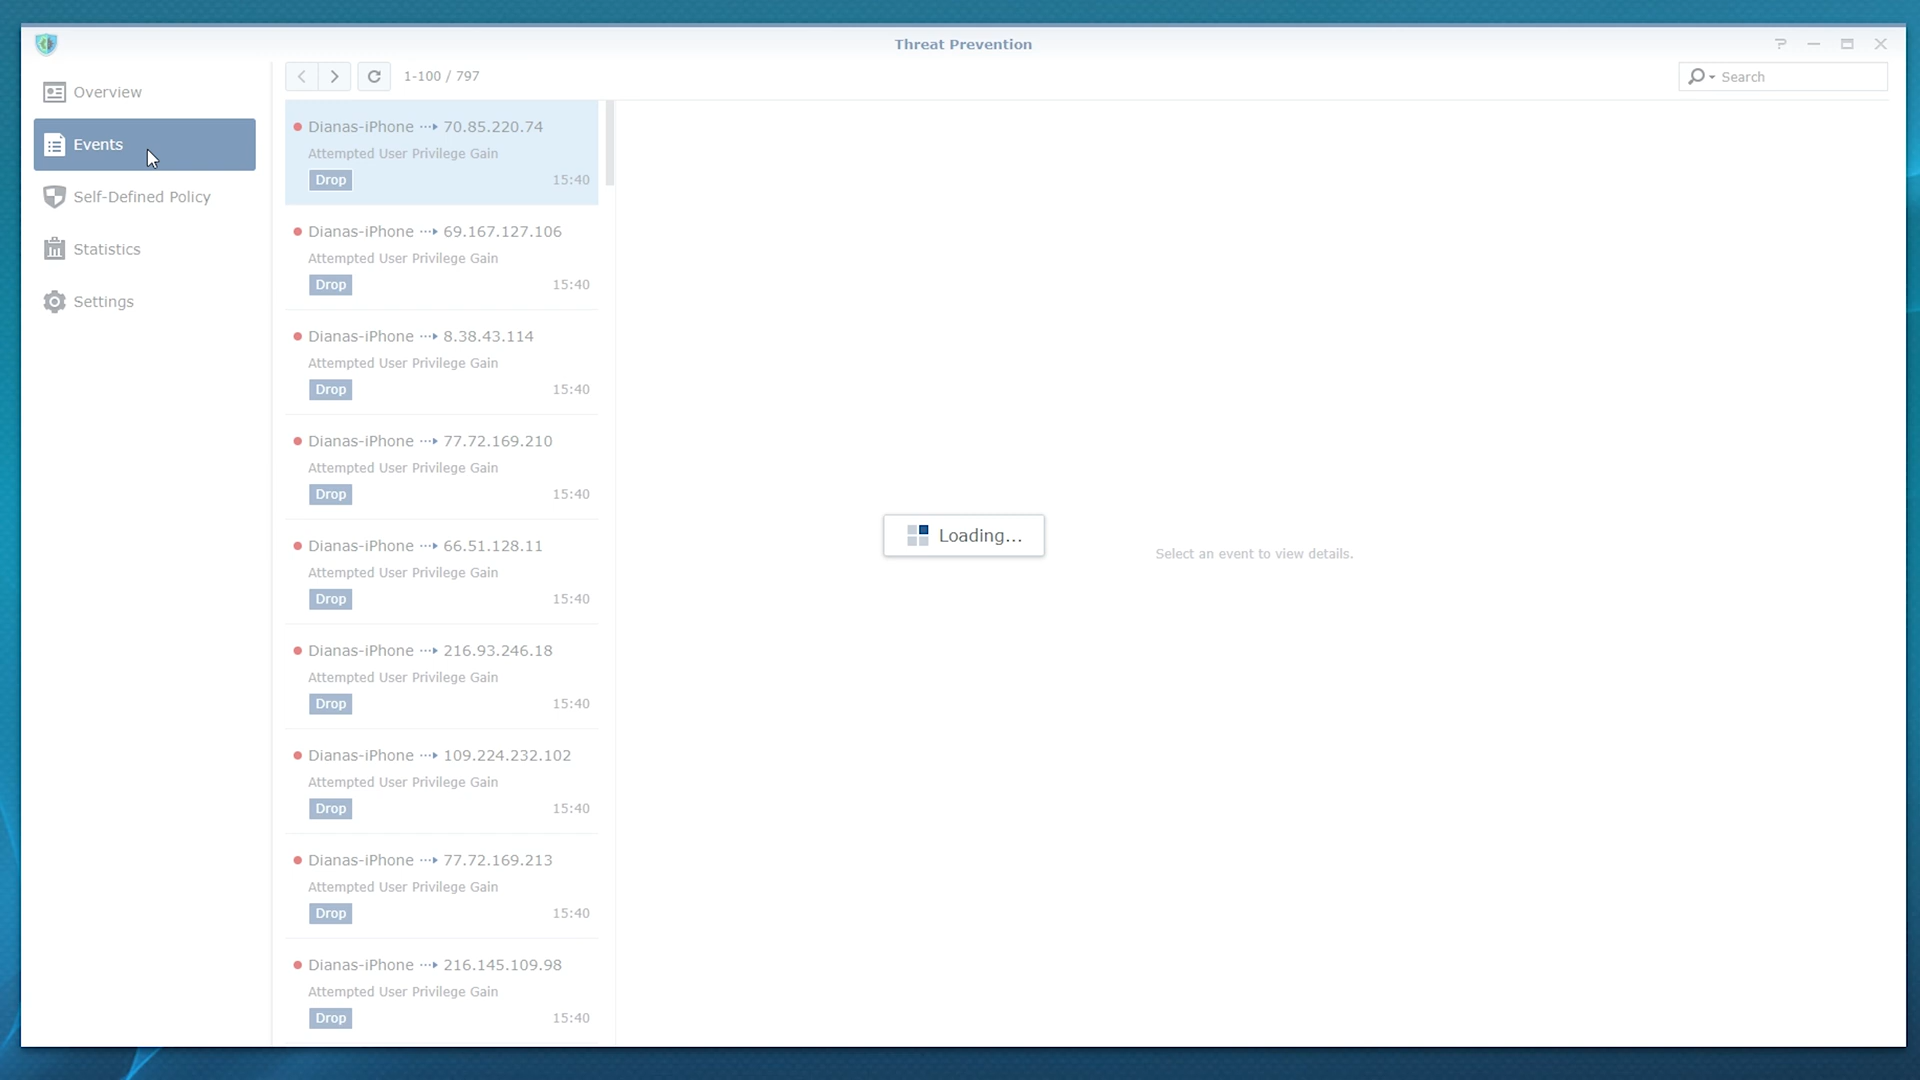 Threat Prevention
Overview
Events
Self-Defined Policy
Statistics
Settings
1-100 / 797
Search
Dianas-iPhone 70.85.220.74
Attempted User Privilege Gain
Drop 15:40
Dianas-iPhone 69.167.127.106
Attempted User Privilege Gain
Drop 15:40
Dianas-iPhone 8.38.43.114
Attempted User Privilege Gain
Drop 15:40
Dianas-iPhone 77.72.169.210
Attempted User Privilege Gain
Drop 15:40
Dianas-iPhone 66.51.128.11
Attempted User Privilege Gain
Drop 15:40
Dianas-iPhone 216.93.246.18
Attempted User Privilege Gain
Drop 15:40
Dianas-iPhone 109.224.232.102
Attempted User Privilege Gain
Drop 15:40
Dianas-iPhone 77.72.169.213
Attempted User Privilege Gain
Drop 15:40
Dianas-iPhone 216.145.109.98
Attempted User Privilege Gain
Drop 15:40
Loading...
Select an event to view details.